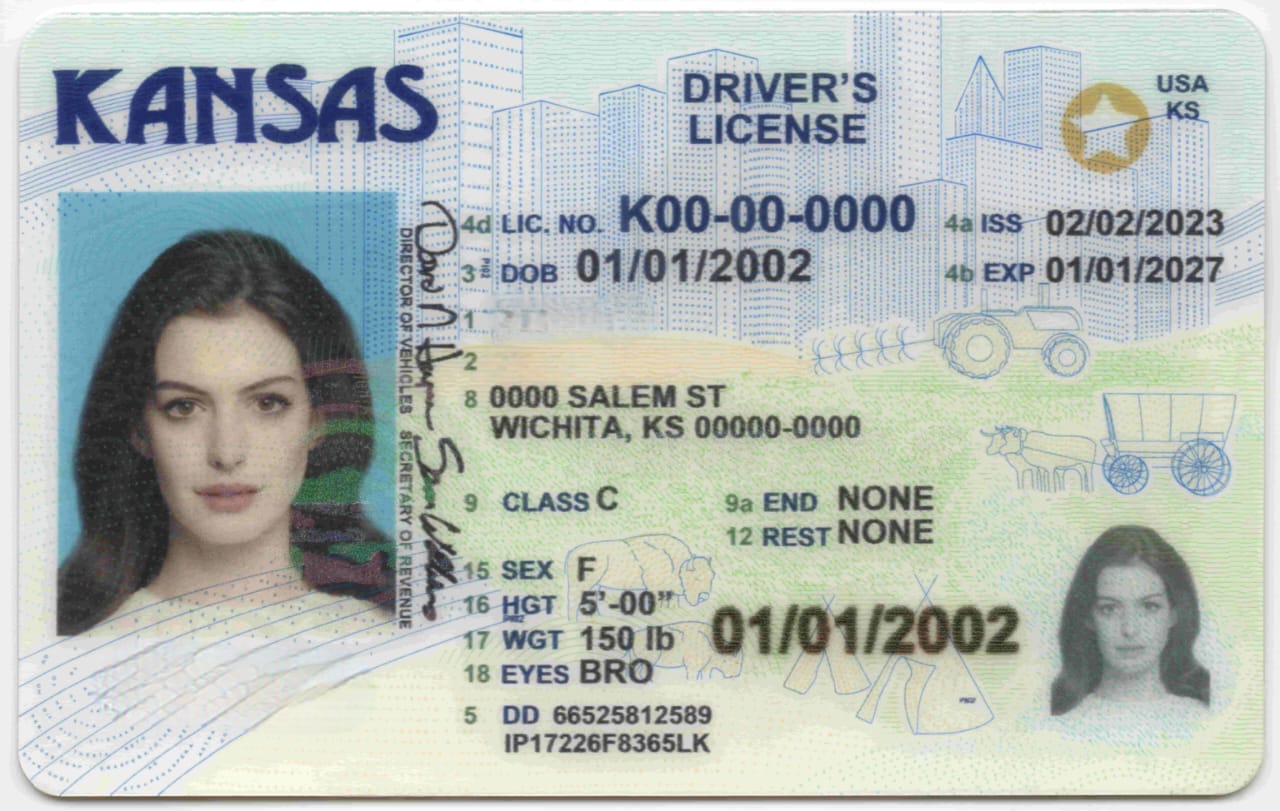 KANSAS
DRIVER'S
LICENSE
USA
KS
4d LIC. NO. K00-00-0000
4a ISS 02/02/2023
3 DOB 01/01/2002
4b EXP 01/01/2027
1
2
8 0000 SALEM ST
WICHITA, KS 00000-0000
9 CLASS C
9a END NONE
12 REST NONE
15 SEX F
16 HGT 5'-00"
17 WGT 150 lb
18 EYES BRO
01/01/2002
5 DD 66525812589
IP17226F8365LK
DIRECTOR OF VEHICLES SECRETARY OF REVENUE